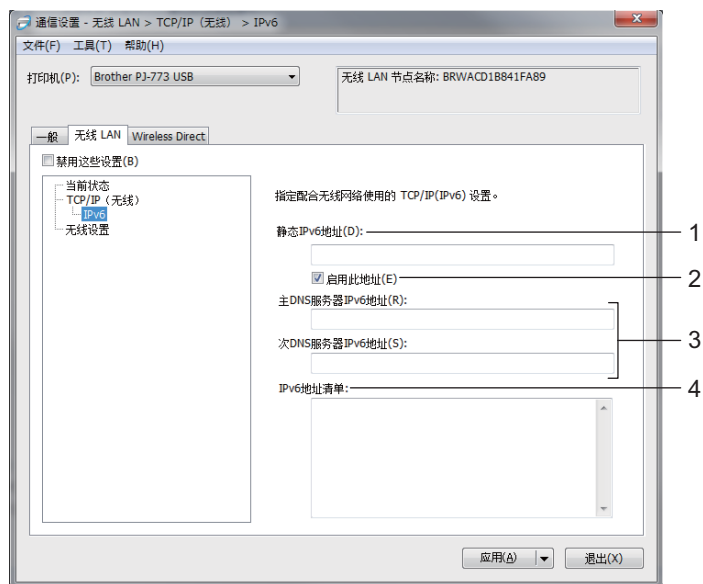 通信设置 - 无线 LAN > TCP/IP（无线） > IPv6
文件(F) 工具(T) 帮助(H)
打印机(P): Brother PJ-773 USB
无线 LAN 节点名称: BRWACD1B841FA89
一般 无线 LAN Wireless Direct
禁用这些设置(B)
当前状态
TCP/IP（无线）
IPv6
无线设置
指定配合无线网络使用的 TCP/IP(IPv6) 设置。
静态IPv6地址(D): 1
启用此地址(E) 2
主DNS服务器IPv6地址(R):
3
次DNS服务器IPv6地址(S):
IPv6地址清单: 4
应用(A) 退出(X)